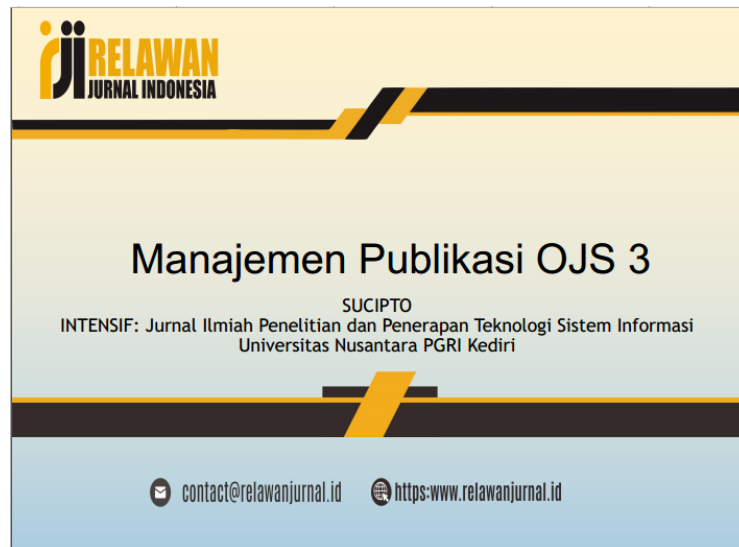 rji RELAWAN
JURNAL INDONESIA
Manajemen Publikasi OJS 3
SUCIPTO
INTENSIF: Jurnal Ilmiah Penelitian dan Penerapan Teknologi Sistem Informasi
Universitas Nusantara PGRI Kediri
contact@relawanjurnal.id https:www.relawanjurnal.id